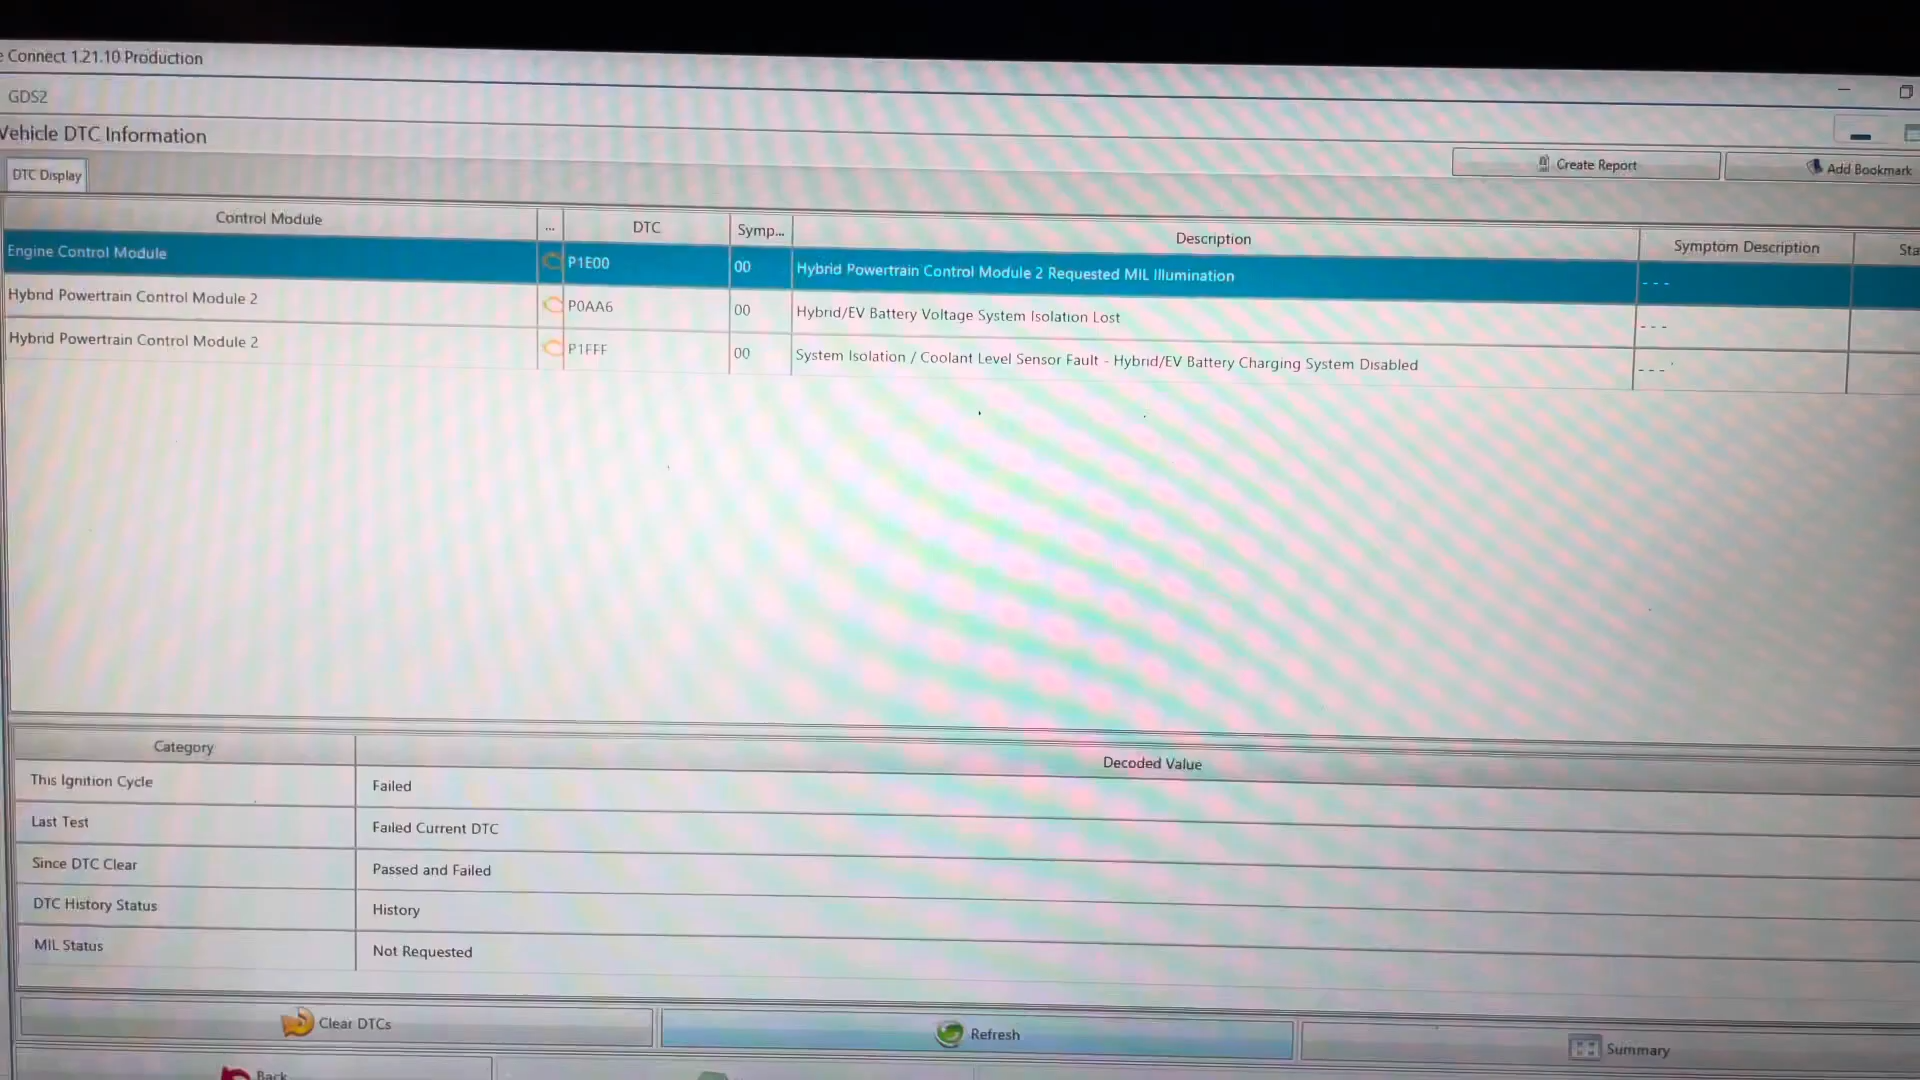 e Connect 1.21.10 Production
GDS2
Vehicle DTC Information
DTC Display
Create Report
Add Bookmark
Control Module ... DTC Symp... Description Symptom Description Sta
Engine Control Module P1E00 00 Hybrid Powertrain Control Module 2 Requested MIL Illumination ---
Hybrid Powertrain Control Module 2 P0AA6 00 Hybrid/EV Battery Voltage System Isolation Lost ---
Hybrid Powertrain Control Module 2 P1FFF 00 System Isolation / Coolant Level Sensor Fault - Hybrid/EV Battery Charging System Disabled ---
Category Decoded Value
This Ignition Cycle Failed
Last Test Failed Current DTC
Since DTC Clear Passed and Failed
DTC History Status History
MIL Status Not Requested
Clear DTCs Refresh Summary
Back